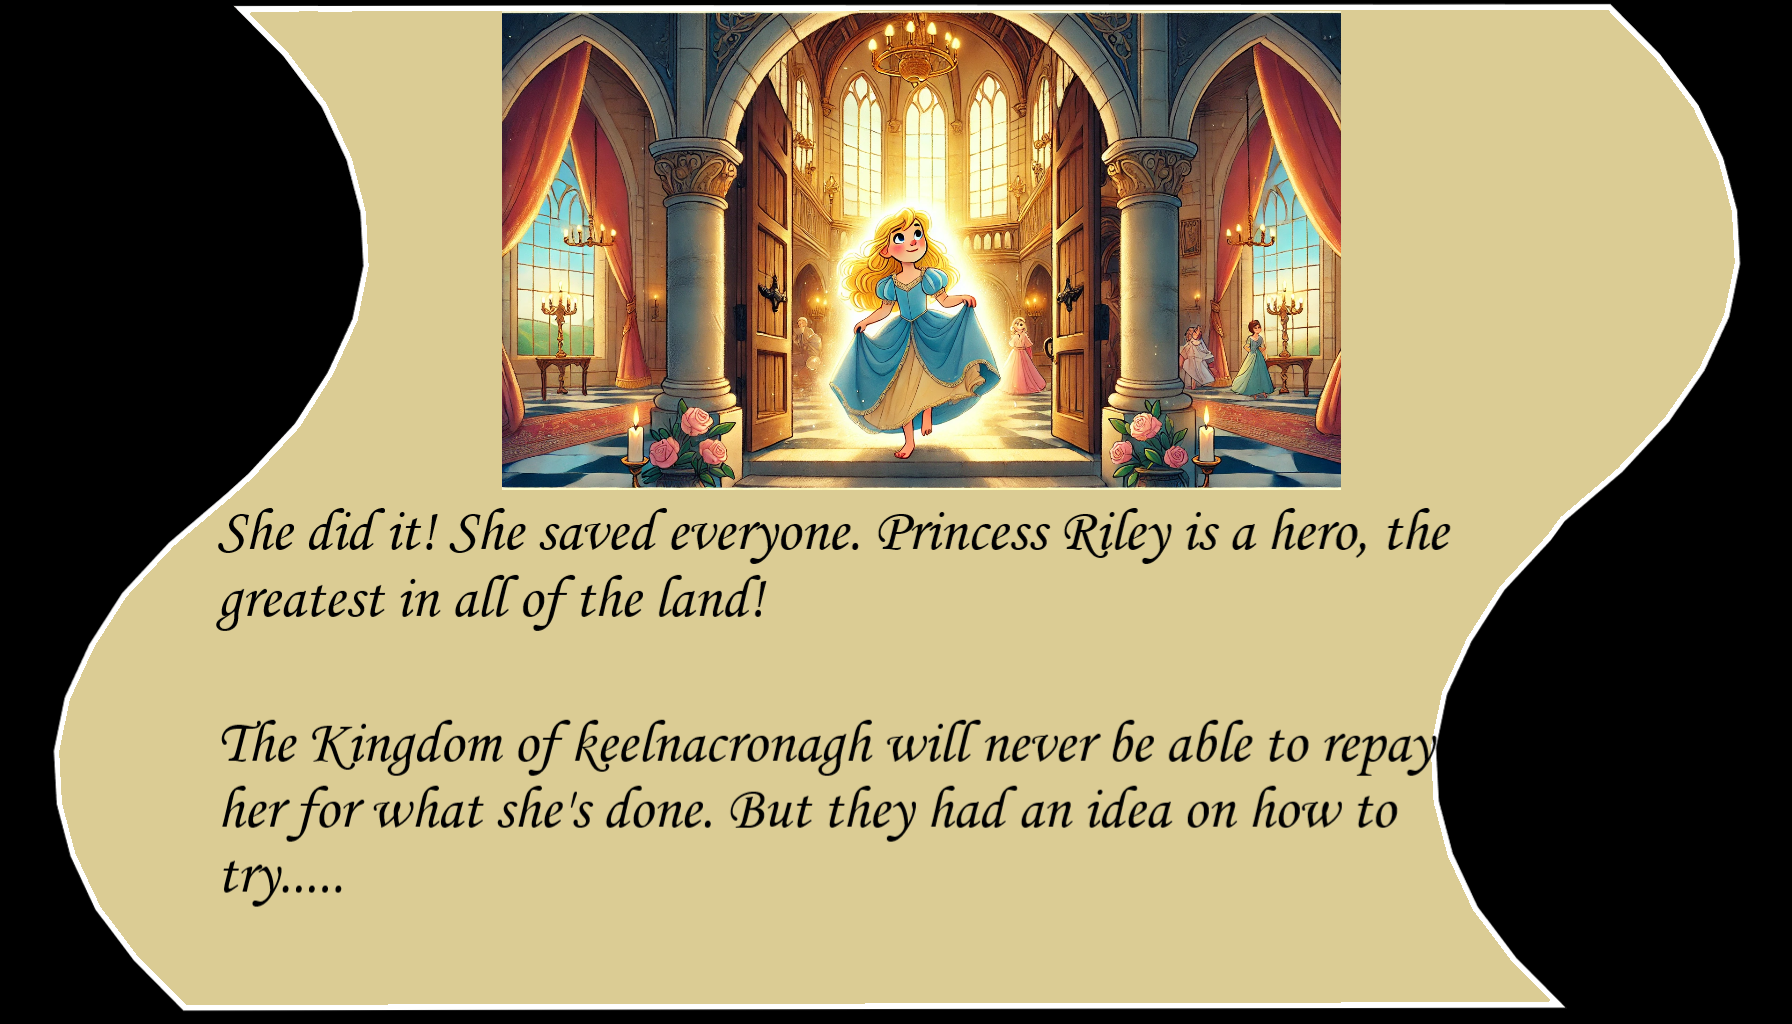 She did it! She saved everyone. Princess Riley is a hero, the
greatest in all of the land!
The Kingdom of keelnacronagh will never be able to repay
her for what she's done. But they had an idea on how to
try.....